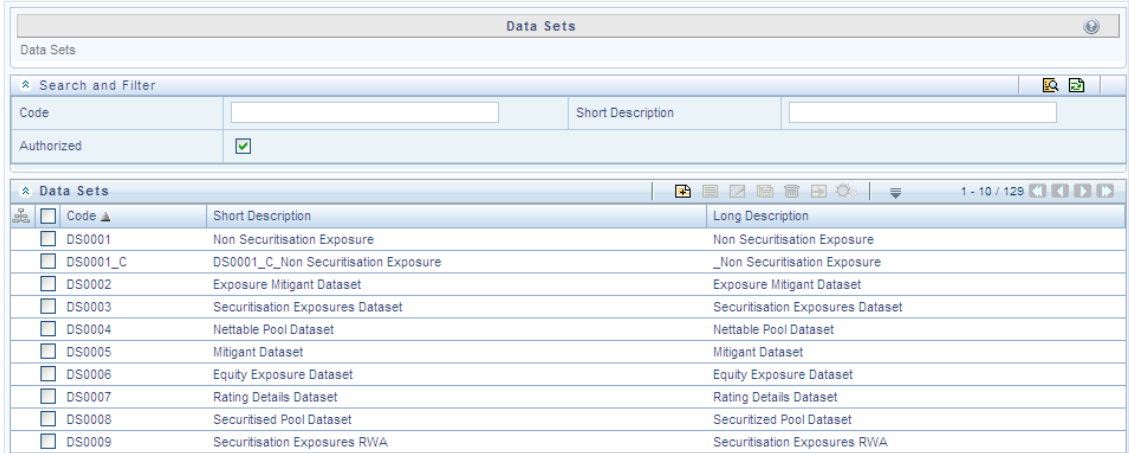 Data Sets
Data Sets
Search and Filter
Code Short Description
Authorized
Data Sets 1 - 10 / 129
Code Short Description Long Description
DS0001 Non Securitisation Exposure Non Securitisation Exposure
DS0001_C DS0001_C_Non Securitisation Exposure _Non Securitisation Exposure
DS0002 Exposure Mitigant Dataset Exposure Mitigant Dataset
DS0003 Securitisation Exposures Dataset Securitisation Exposures Dataset
DS0004 Nettable Pool Dataset Nettable Pool Dataset
DS0005 Mitigant Dataset Mitigant Dataset
DS0006 Equity Exposure Dataset Equity Exposure Dataset
DS0007 Rating Details Dataset Rating Details Dataset
DS0008 Securitised Pool Dataset Securitized Pool Dataset
DS0009 Securitisation Exposures RWA Securitisation Exposures RWA